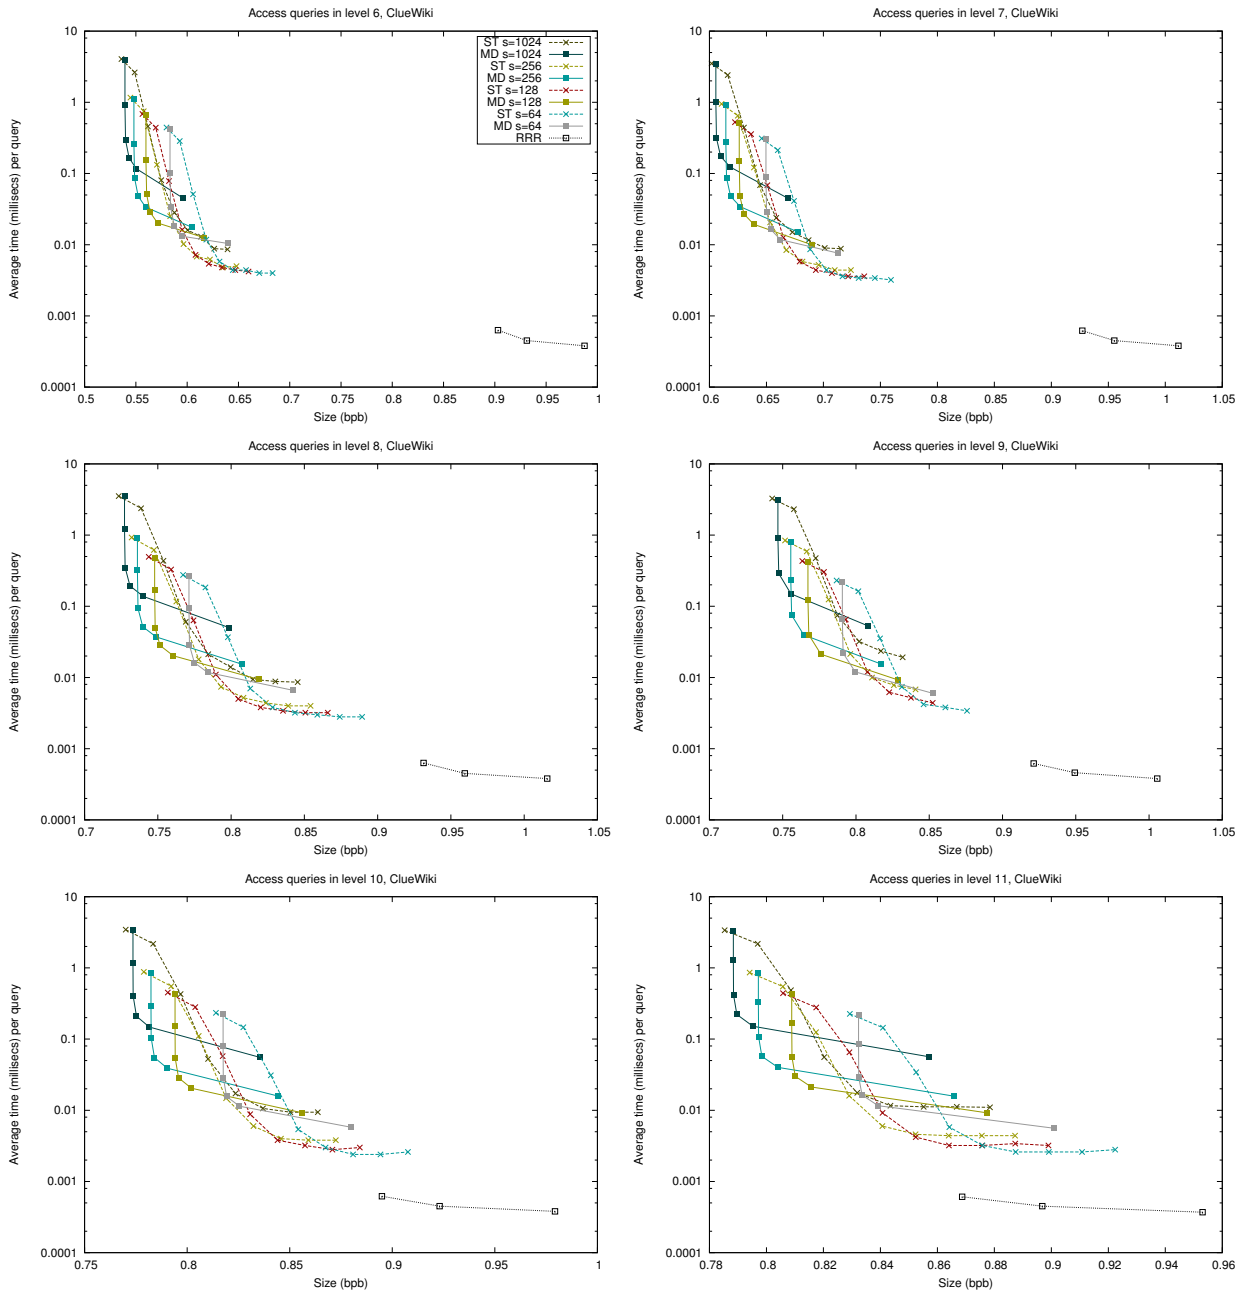 Access queries in level 6, ClueWiki
10
1
0.1
0.01
0.001
0.0001
0.5 0.55 0.6 0.65 0.7 0.75 0.8 0.85 0.9 0.95 1
Average time (millisecs) per query
Size (bpb)
ST s=1024
MD s=1024
ST s=256
MD s=256
ST s=128
MD s=128
ST s=64
MD s=64
RRR
Access queries in level 7, ClueWiki
10
1
0.1
0.01
0.001
0.0001
0.6 0.65 0.7 0.75 0.8 0.85 0.9 0.95 1 1.05
Average time (millisecs) per query
Size (bpb)
Access queries in level 8, ClueWiki
10
1
0.1
0.01
0.001
0.0001
0.7 0.75 0.8 0.85 0.9 0.95 1 1.05
Average time (millisecs) per query
Size (bpb)
Access queries in level 9, ClueWiki
10
1
0.1
0.01
0.001
0.0001
0.7 0.75 0.8 0.85 0.9 0.95 1 1.05
Average time (millisecs) per query
Size (bpb)
Access queries in level 10, ClueWiki
10
1
0.1
0.01
0.001
0.0001
0.75 0.8 0.85 0.9 0.95 1
Average time (millisecs) per query
Size (bpb)
Access queries in level 11, ClueWiki
10
1
0.1
0.01
0.001
0.0001
0.78 0.8 0.82 0.84 0.86 0.88 0.9 0.92 0.94 0.96
Average time (millisecs) per query
Size (bpb)